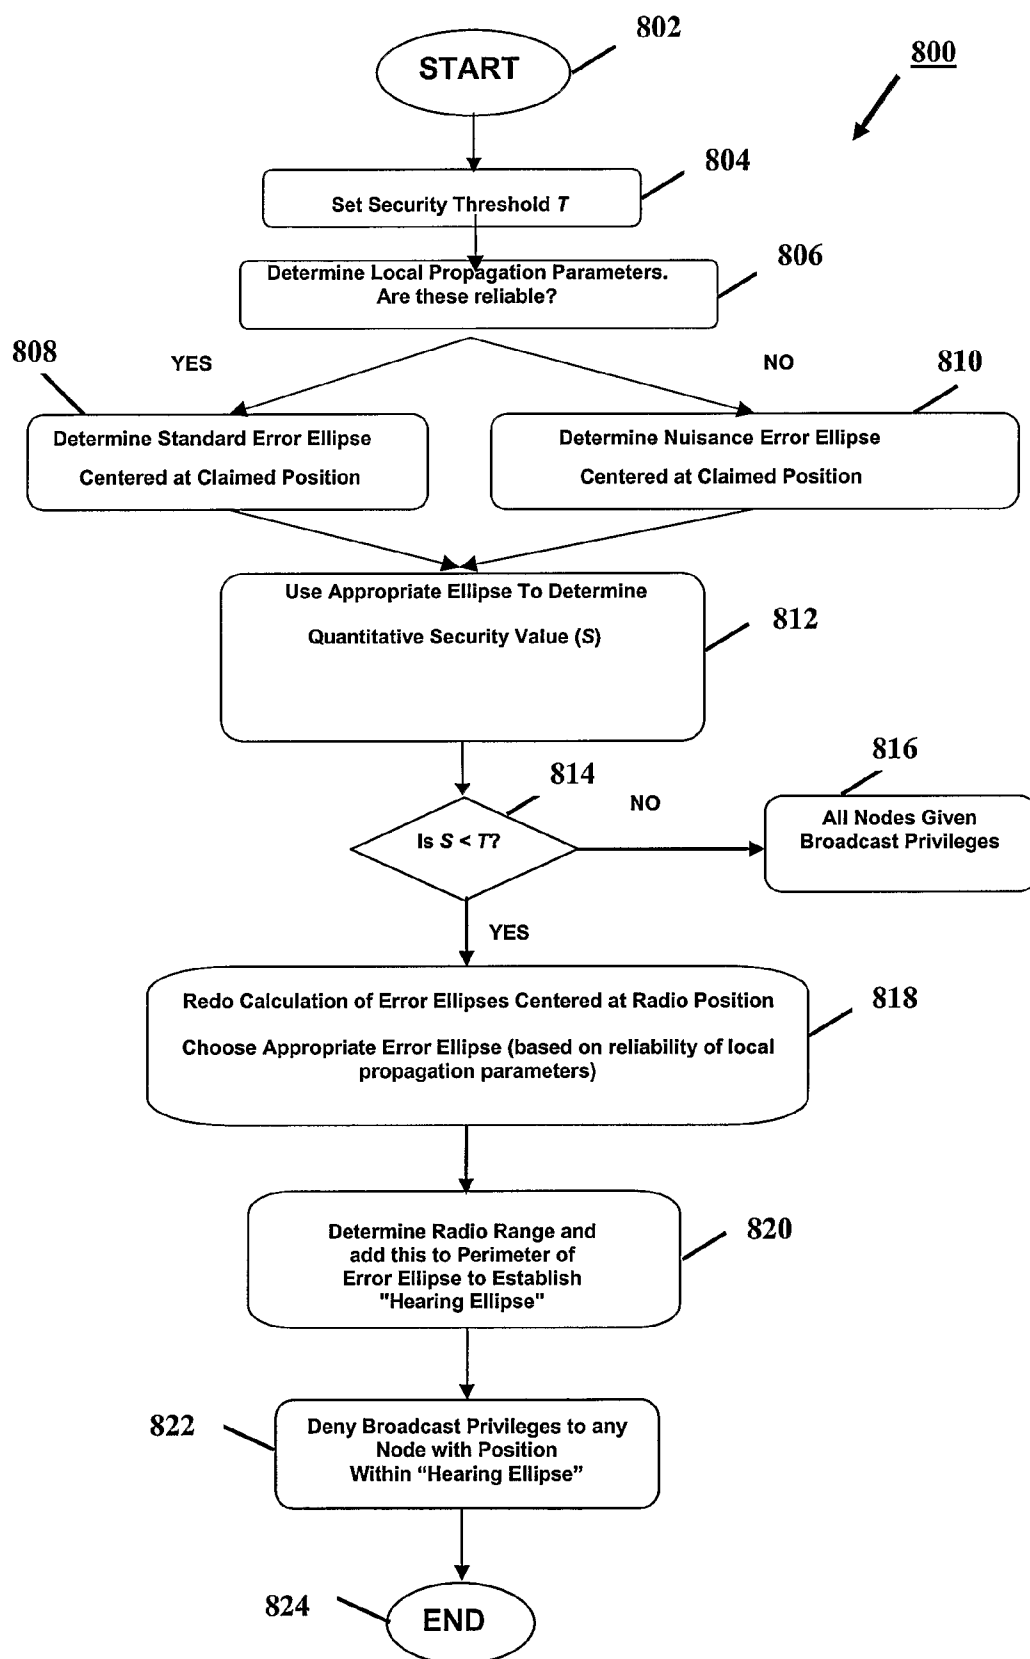 802
START
800
804
Set Security Threshold T
806
Determine Local Propagation Parameters.
Are these reliable?
808
YES
NO
810
Determine Standard Error Ellipse
Centered at Claimed Position
Determine Nuisance Error Ellipse
Centered at Claimed Position
Use Appropriate Ellipse To Determine
Quantitative Security Value (S)
812
814
Is S < T?
NO
816
All Nodes Given
Broadcast Privileges
YES
Redo Calculation of Error Ellipses Centered at Radio Position
Choose Appropriate Error Ellipse (based on reliability of local
propagation parameters)
818
Determine Radio Range and
add this to Perimeter of
Error Ellipse to Establish
"Hearing Ellipse"
820
822
Deny Broadcast Privileges to any
Node with Position
Within “Hearing Ellipse”
824
END